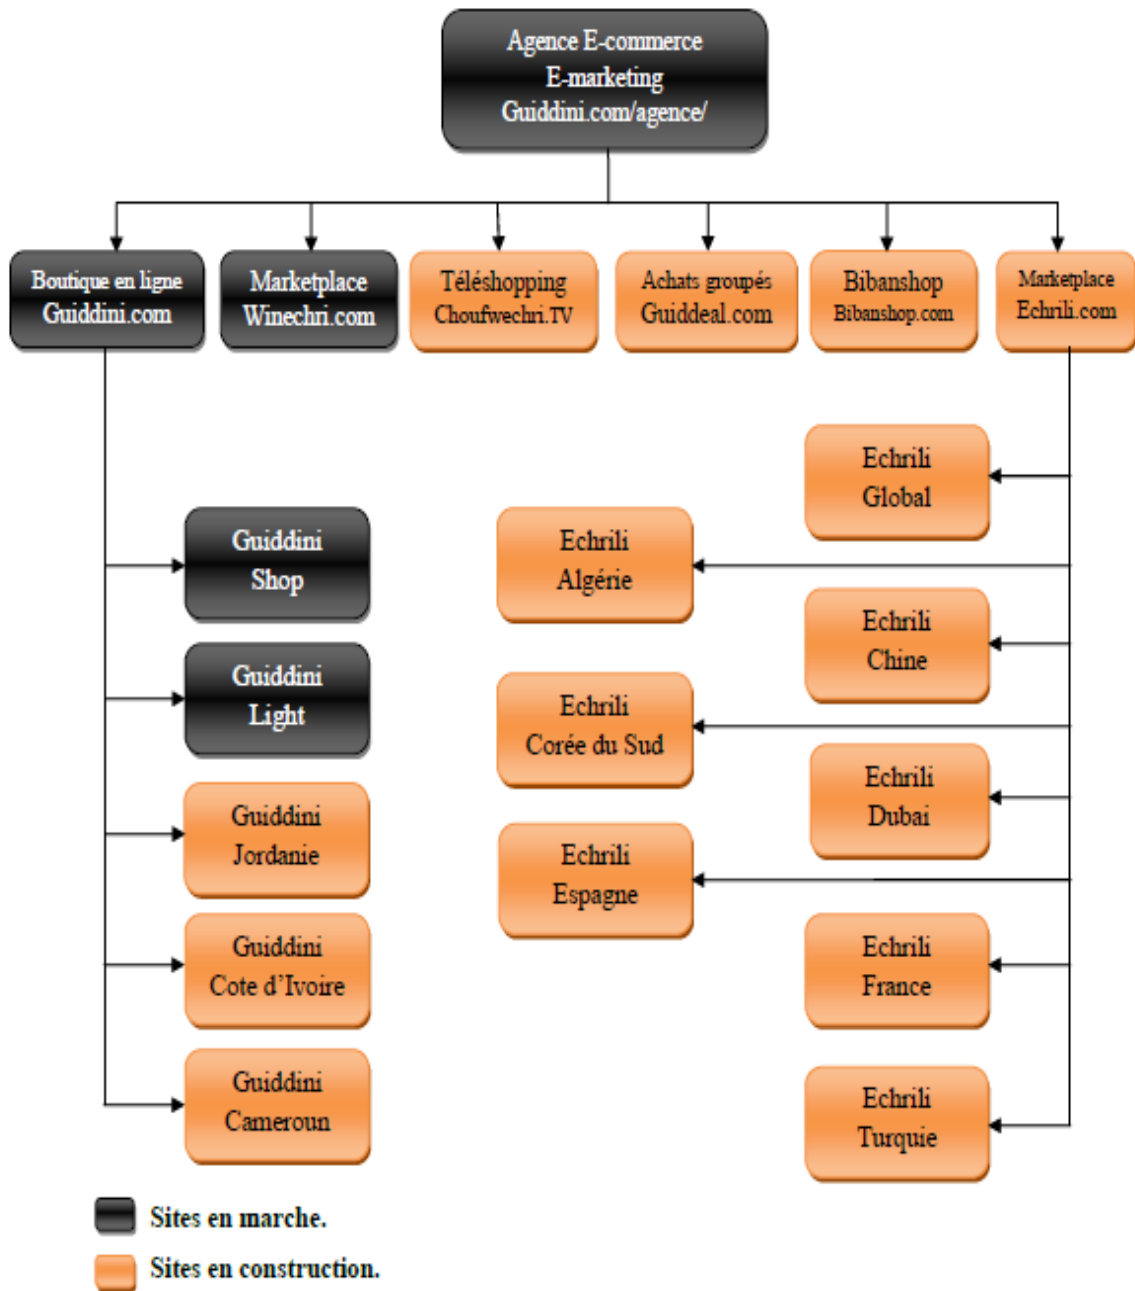 Agence E-commerce
E-marketing
Guiddini.com/agence/
Boutique en ligne
Guiddini.com
Marketplace
Winechri.com
Téléshopping
Choufwechri.TV
Achats groupés
Guiddeal.com
Bibanshop
Bibanshop.com
Marketplace
Echrili.com
Echrili
Global
Guiddini
Shop
Echrili
Algérie
Echrili
Chine
Guiddini
Light
Echrili
Corée du Sud
Echrili
Dubai
Guiddini
Jordanie
Echrili
Espagne
Guiddini
Cote d’Ivoire
Echrili
France
Guiddini
Cameroun
Echrili
Turquie
Sites en marche.
Sites en construction.